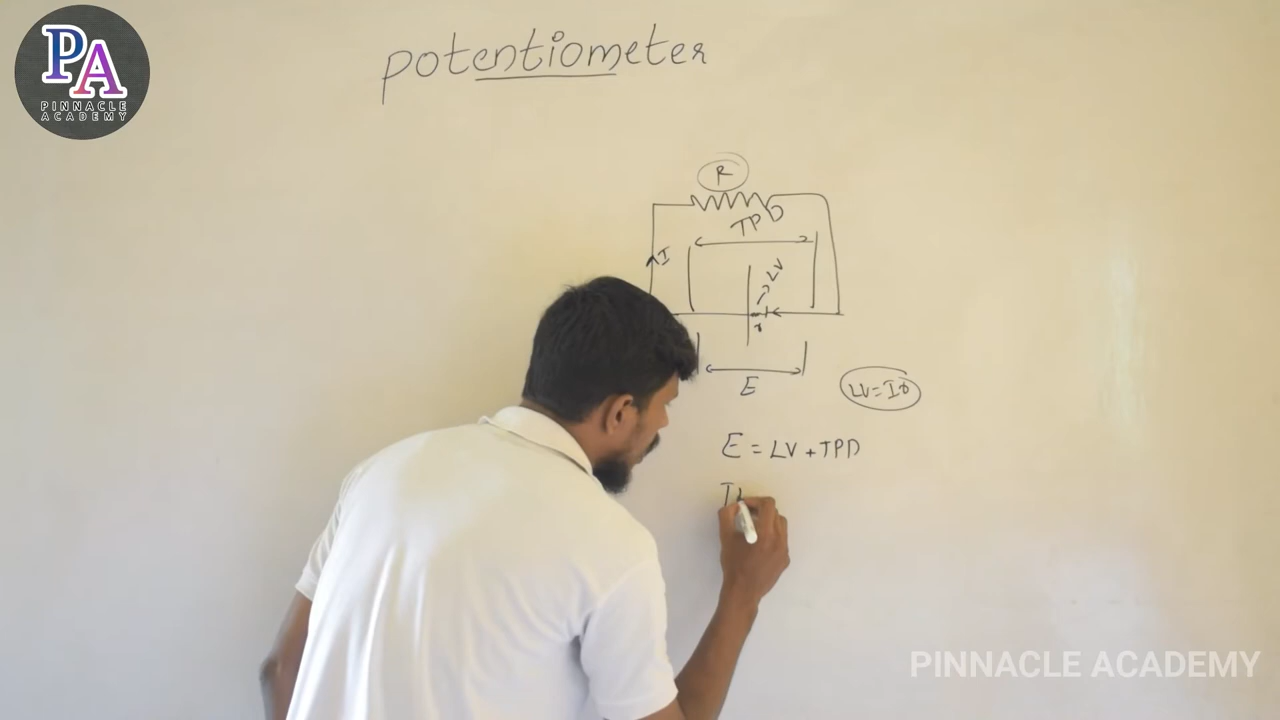 PA
PINNACLE
ACADEMY
potentiometer
R
TPD
I
LV
r
E
LV = Ir
E = LV + TPD
PINNACLE ACADEMY